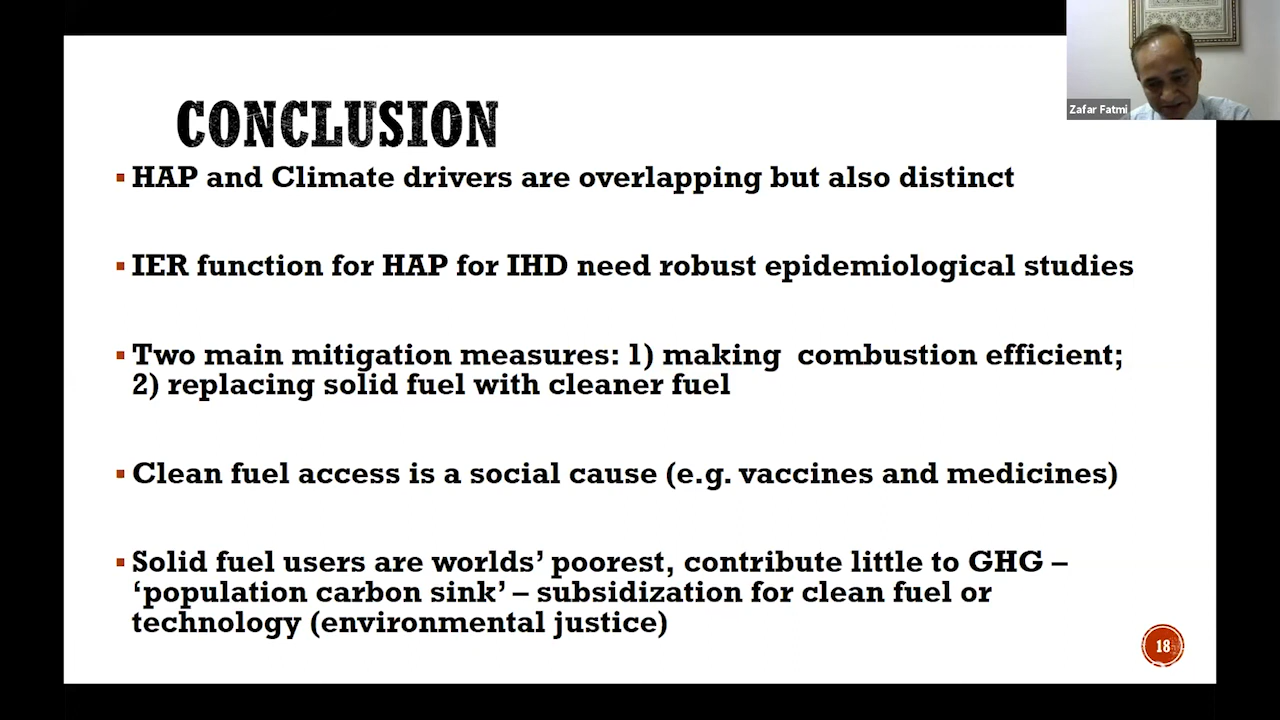 CONCLUSION
HAP and Climate drivers are overlapping but also distinct
IER function for HAP for IHD need robust epidemiological studies
Two main mitigation measures: 1) making combustion efficient;
2) replacing solid fuel with cleaner fuel
Clean fuel access is a social cause (e.g. vaccines and medicines)
Solid fuel users are worlds’ poorest, contribute little to GHG –
‘population carbon sink’ – subsidization for clean fuel or
technology (environmental justice)
18
Zafar Fatmi